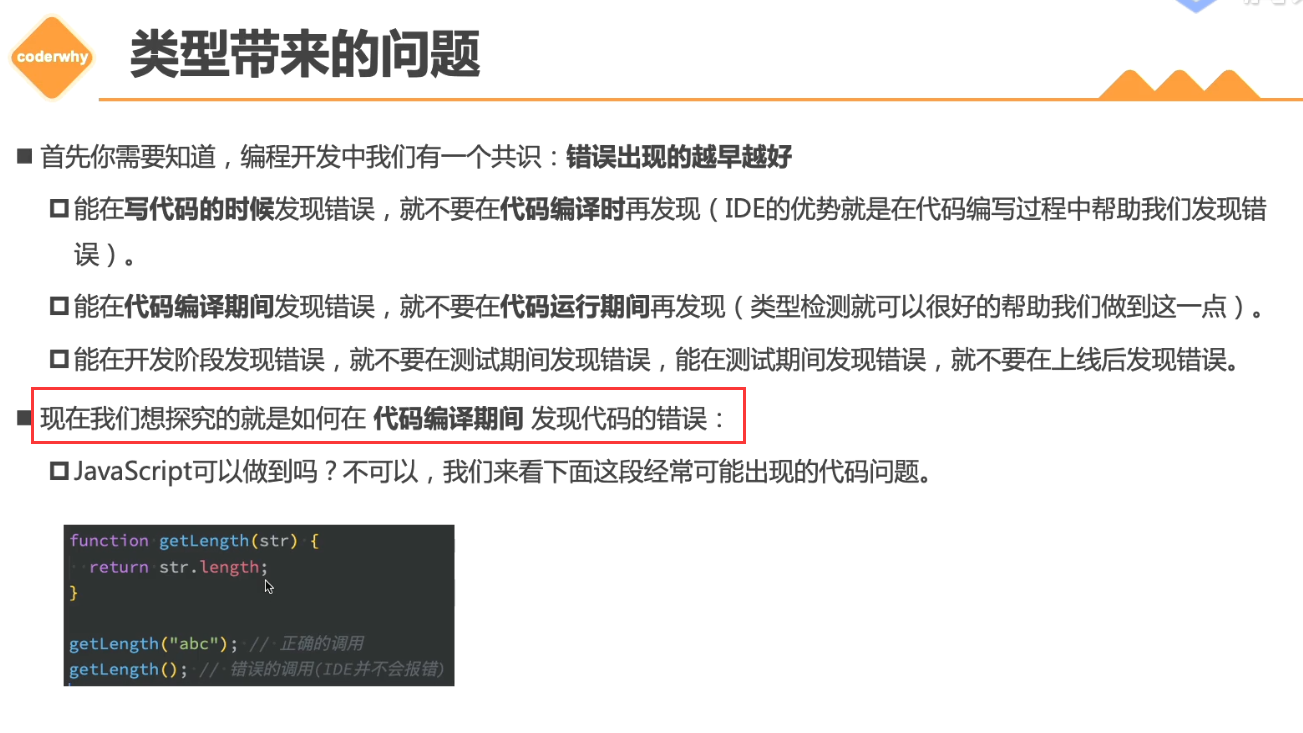 coderwhy
类型带来的问题
首先你需要知道，编程开发中我们有一个共识：错误出现的越早越好
能在写代码的时候发现错误，就不要在代码编译时再发现（IDE的优势就是在代码编写过程中帮助我们发现错
误）。
能在代码编译期间发现错误，就不要在代码运行期间再发现（类型检测就可以很好的帮助我们做到这一点）。
能在开发阶段发现错误，就不要在测试期间发现错误，能在测试期间发现错误，就不要在上线后发现错误。
现在我们想探究的就是如何在 代码编译期间 发现代码的错误：
JavaScript可以做到吗？不可以，我们来看下面这段经常可能出现的代码问题。
function getLength(str) {
return str.length;
}
getLength("abc"); // 正确的调用
getLength(); // 错误的调用(IDE并不会报错)